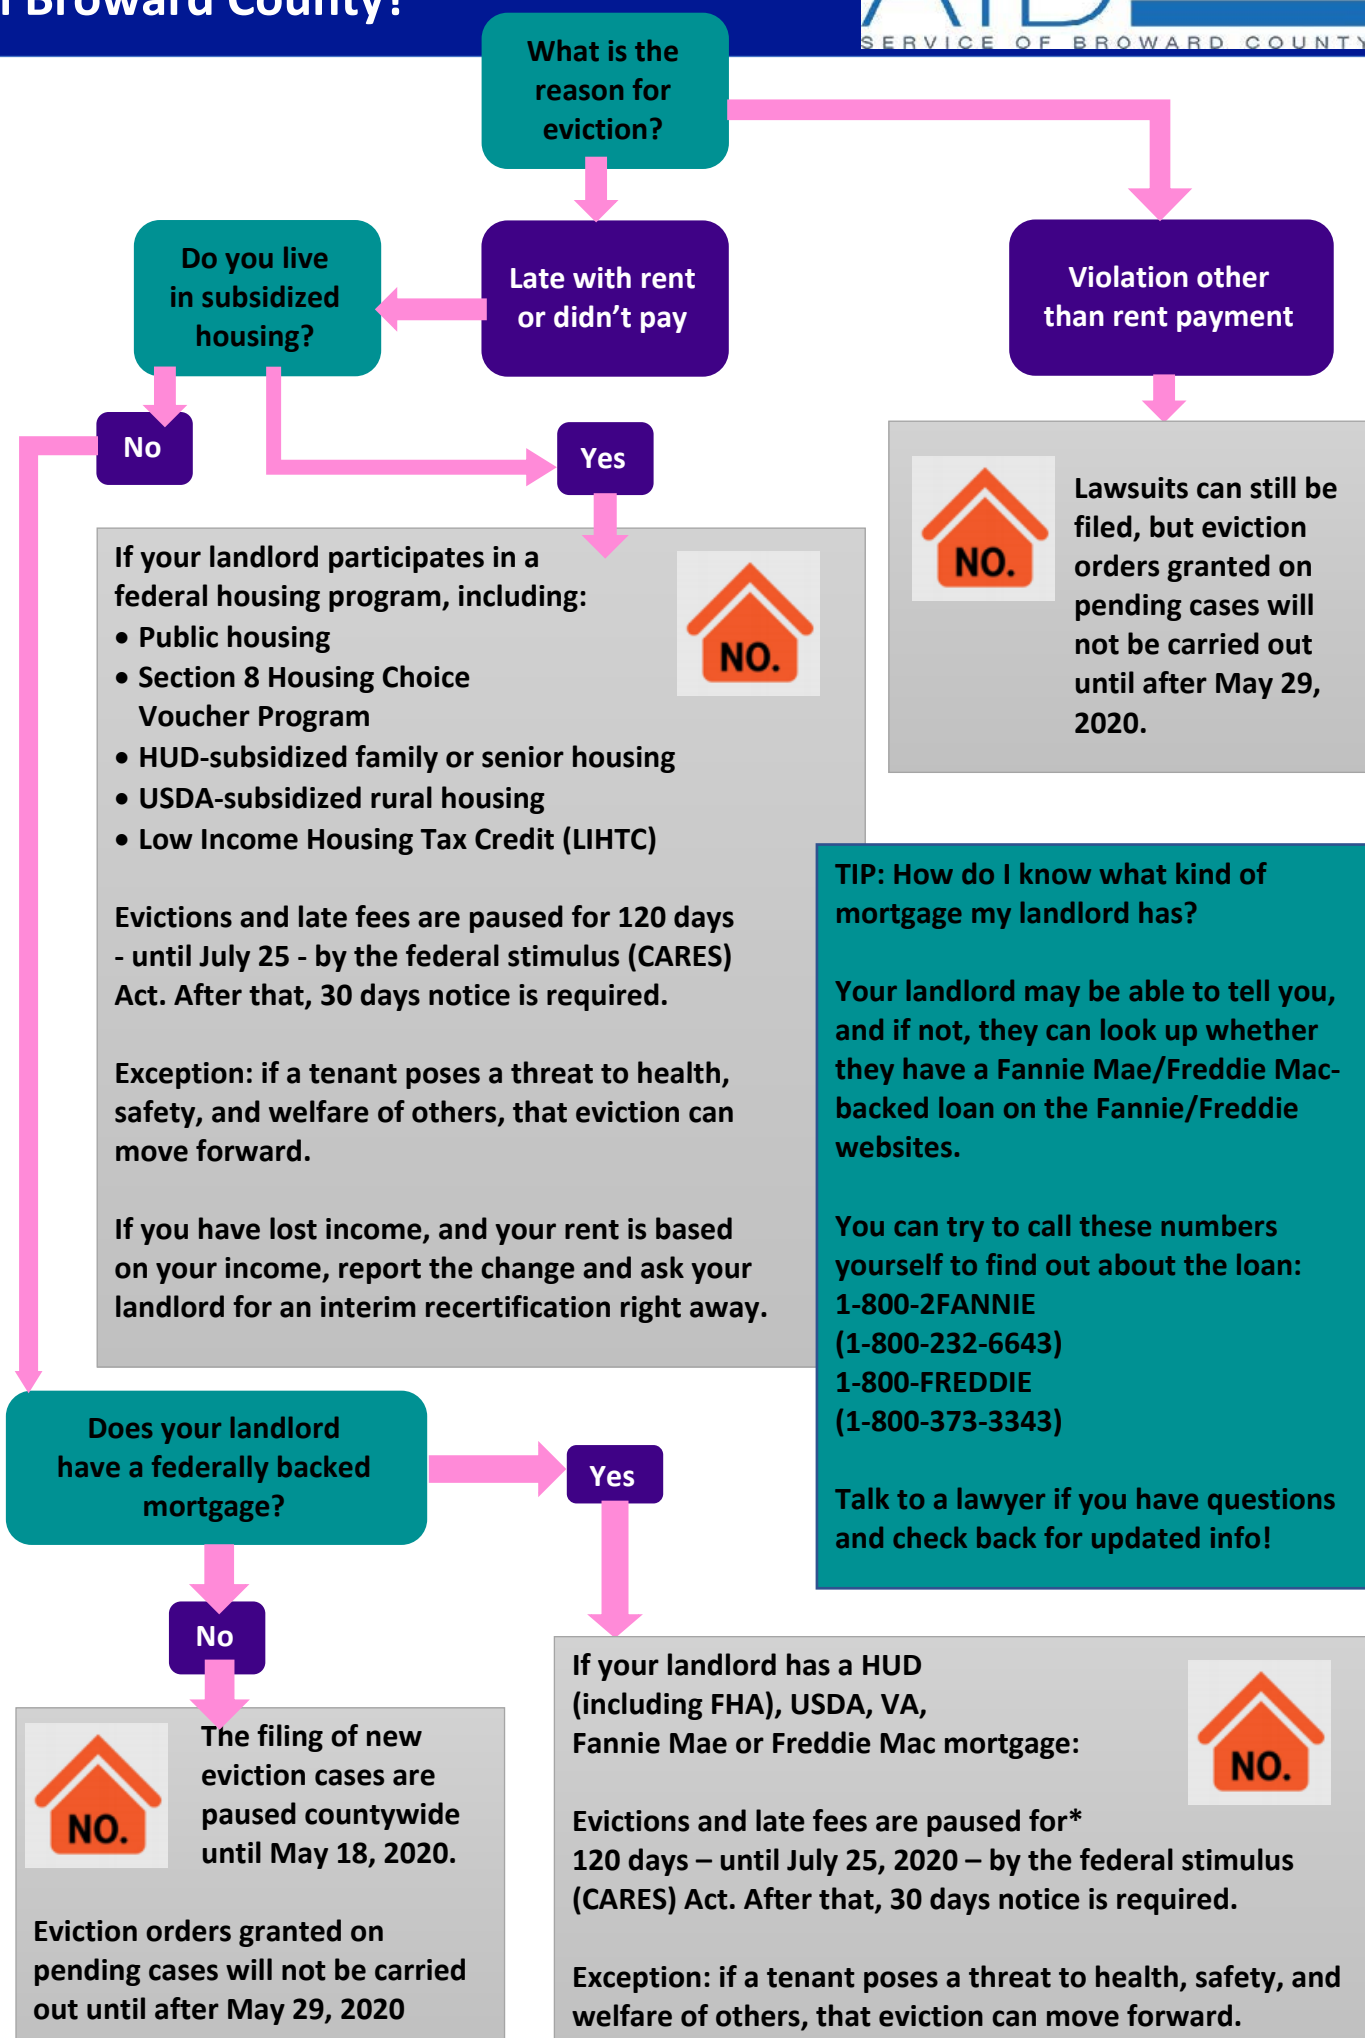 Broward County!
SERVICE OF BROWARD COUNTY
What is the
reason for
eviction?
Do you live
in subsidized
housing?
Late with rent
or didn’t pay
Violation other
than rent payment
No
Yes
NO.
Lawsuits can still be
filed, but eviction
orders granted on
pending cases will
not be carried out
until after May 29,
2020.
If your landlord participates in a
federal housing program, including:
• Public housing
• Section 8 Housing Choice
Voucher Program
• HUD-subsidized family or senior housing
• USDA-subsidized rural housing
• Low Income Housing Tax Credit (LIHTC)
NO.
Evictions and late fees are paused for 120 days
- until July 25 - by the federal stimulus (CARES)
Act. After that, 30 days notice is required.
Exception: if a tenant poses a threat to health,
safety, and welfare of others, that eviction can
move forward.
If you have lost income, and your rent is based
on your income, report the change and ask your
landlord for an interim recertification right away.
TIP: How do I know what kind of
mortgage my landlord has?
Your landlord may be able to tell you,
and if not, they can look up whether
they have a Fannie Mae/Freddie Mac-
backed loan on the Fannie/Freddie
websites.
You can try to call these numbers
yourself to find out about the loan:
1-800-2FANNIE
(1-800-232-6643)
1-800-FREDDIE
(1-800-373-3343)
Talk to a lawyer if you have questions
and check back for updated info!
Does your landlord
have a federally backed
mortgage?
Yes
No
NO.
The filing of new
eviction cases are
paused countywide
until May 18, 2020.
Eviction orders granted on
pending cases will not be carried
out until after May 29, 2020
If your landlord has a HUD
(including FHA), USDA, VA,
Fannie Mae or Freddie Mac mortgage:
NO.
Evictions and late fees are paused for*
120 days – until July 25, 2020 – by the federal stimulus
(CARES) Act. After that, 30 days notice is required.
Exception: if a tenant poses a threat to health, safety, and
welfare of others, that eviction can move forward.